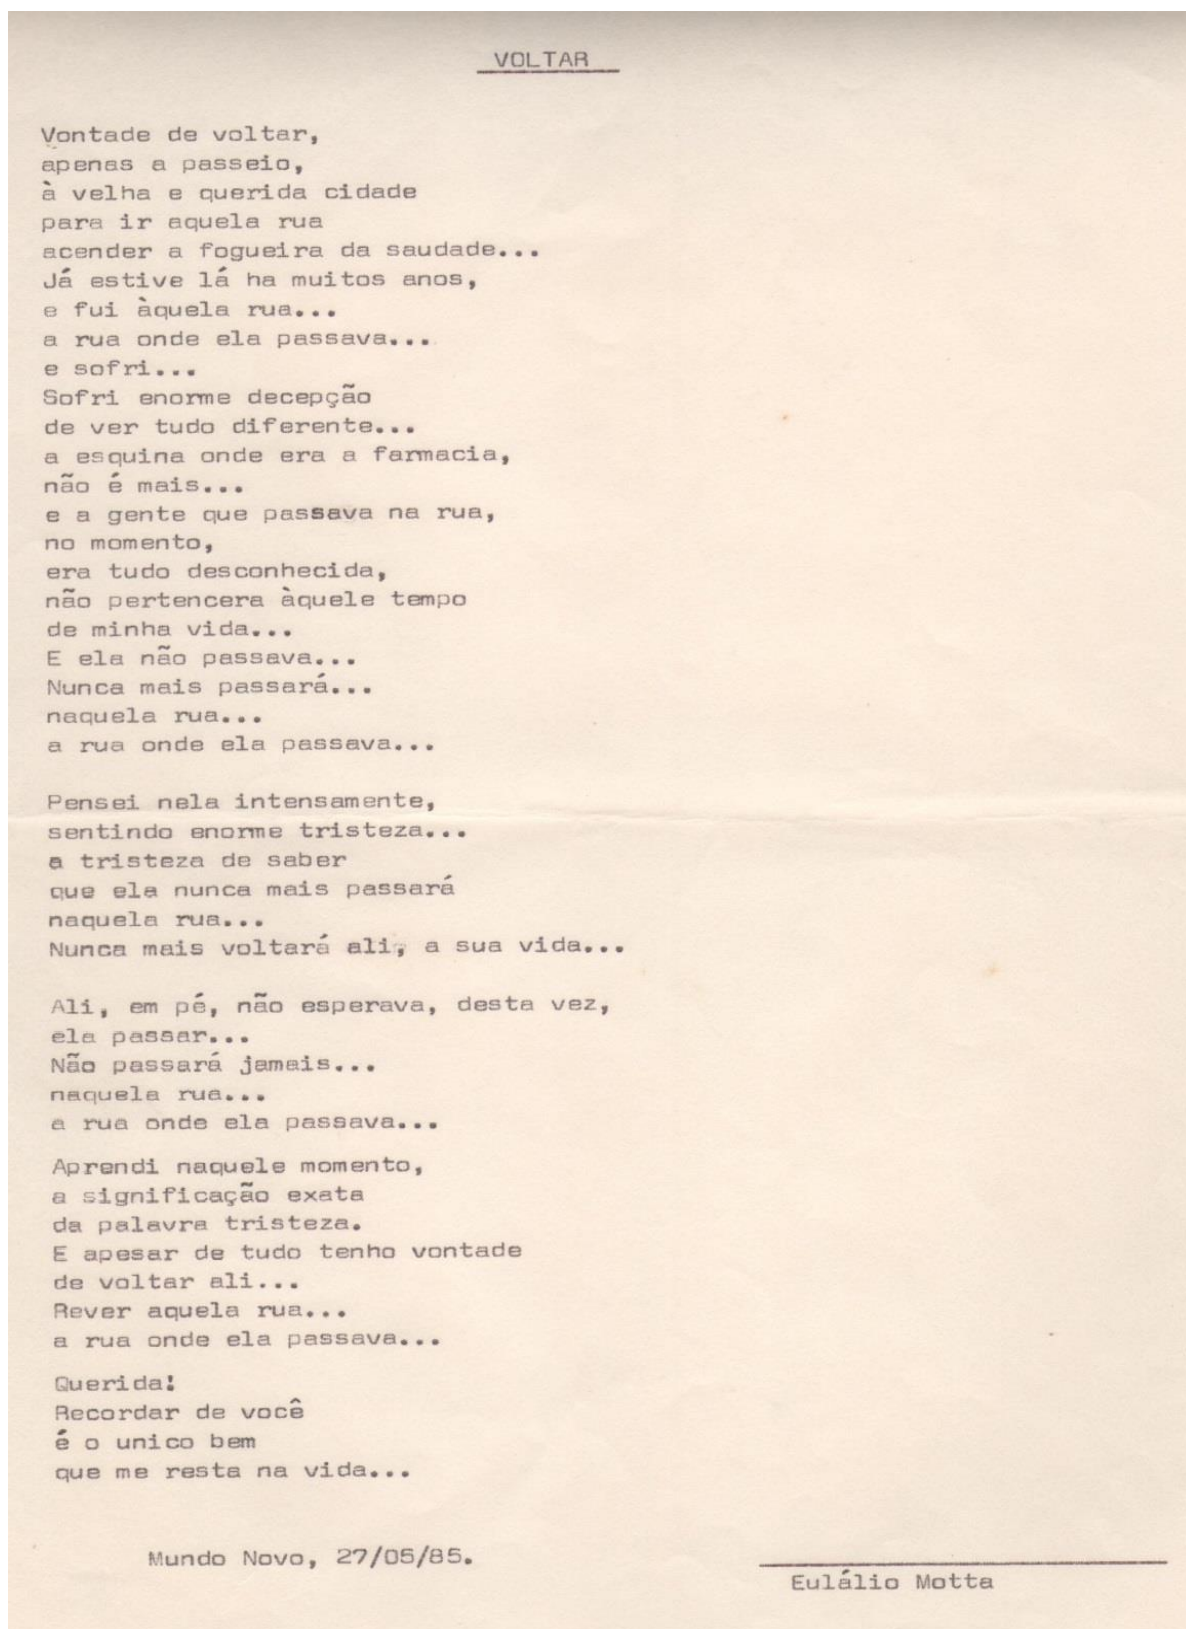 VOLTAR
Vontade de voltar,
apenas a passeio,
à velha e querida cidade
para ir aquela rua
acender a fogueira da saudade...
Já estive lá ha muitos anos,
e fui àquela rua...
a rua onde ela passava...
e sofri...
Sofri enorme decepção
de ver tudo diferente...
a esquina onde era a farmacia,
não é mais...
e a gente que passava na rua,
no momento,
era tudo desconhecida,
não pertencera àquele tempo
de minha vida...
E ela não passava...
Nunca mais passará...
naquela rua...
a rua onde ela passava...
Pensei nela intensamente,
sentindo enorme tristeza...
a tristeza de saber
que ela nunca mais passará
naquela rua...
Nunca mais voltará ali, a sua vida...
Ali, em pé, não esperava, desta vez,
ela passar...
Não passará jamais...
naquela rua...
a rua onde ela passava...
Aprendi naquele momento,
a significação exata
da palavra tristeza.
E apesar de tudo tenho vontade
de voltar ali...
Rever aquela rua...
a rua onde ela passava...
Querida!
Recordar de você
é o unico bem
que me resta na vida...
Mundo Novo, 27/05/85.
Eulálio Motta